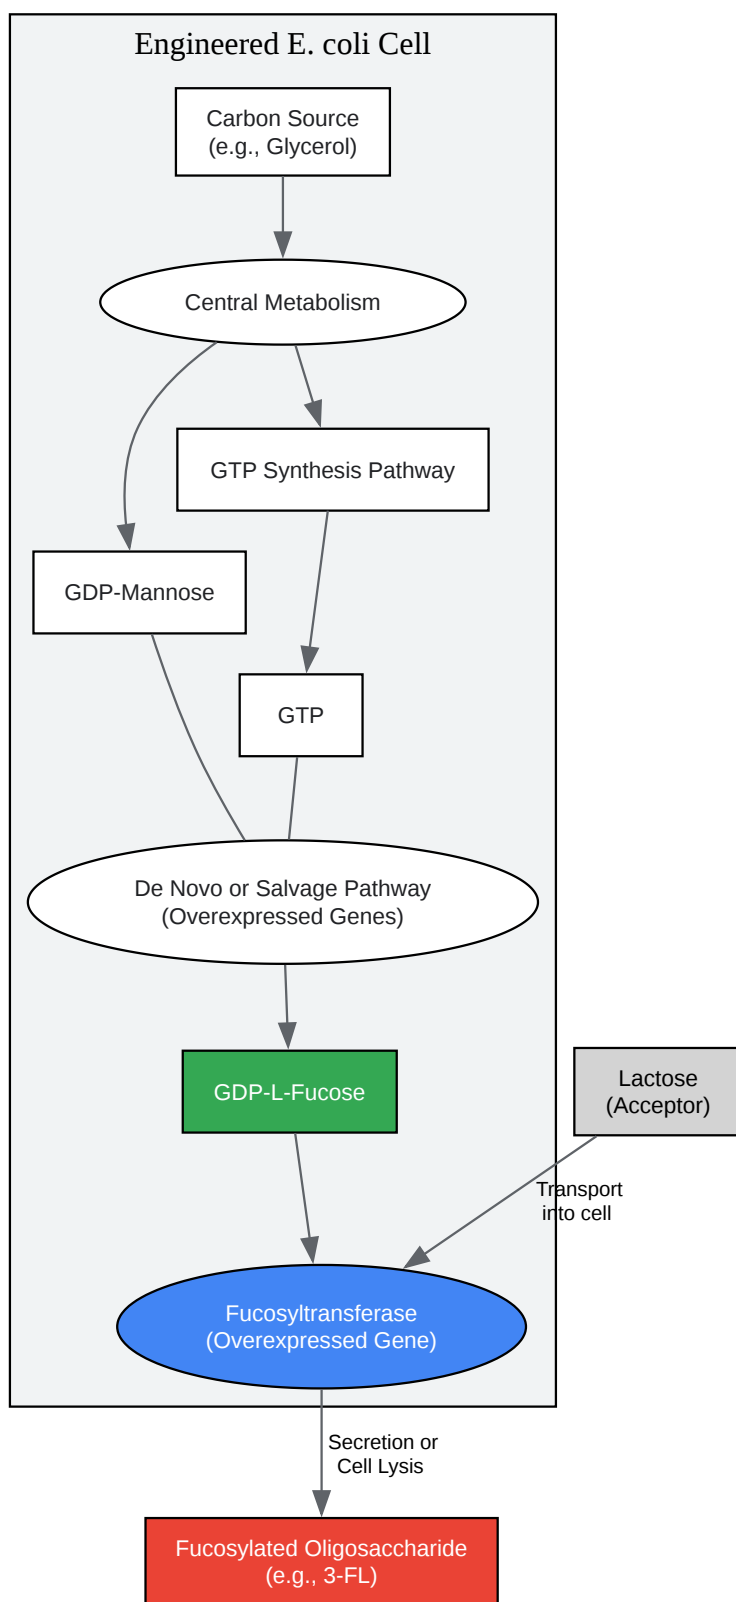 Engineered E. coli Cell
Carbon Source
(e.g., Glycerol)
Central Metabolism
GTP Synthesis Pathway
GDP-Mannose
GTP
De Novo or Salvage Pathway
(Overexpressed Genes)
GDP-L-Fucose
Lactose
(Acceptor)
Transport
into cell
Fucosyltransferase
(Overexpressed Gene)
Secretion or
Cell Lysis
Fucosylated Oligosaccharide
(e.g., 3-FL)